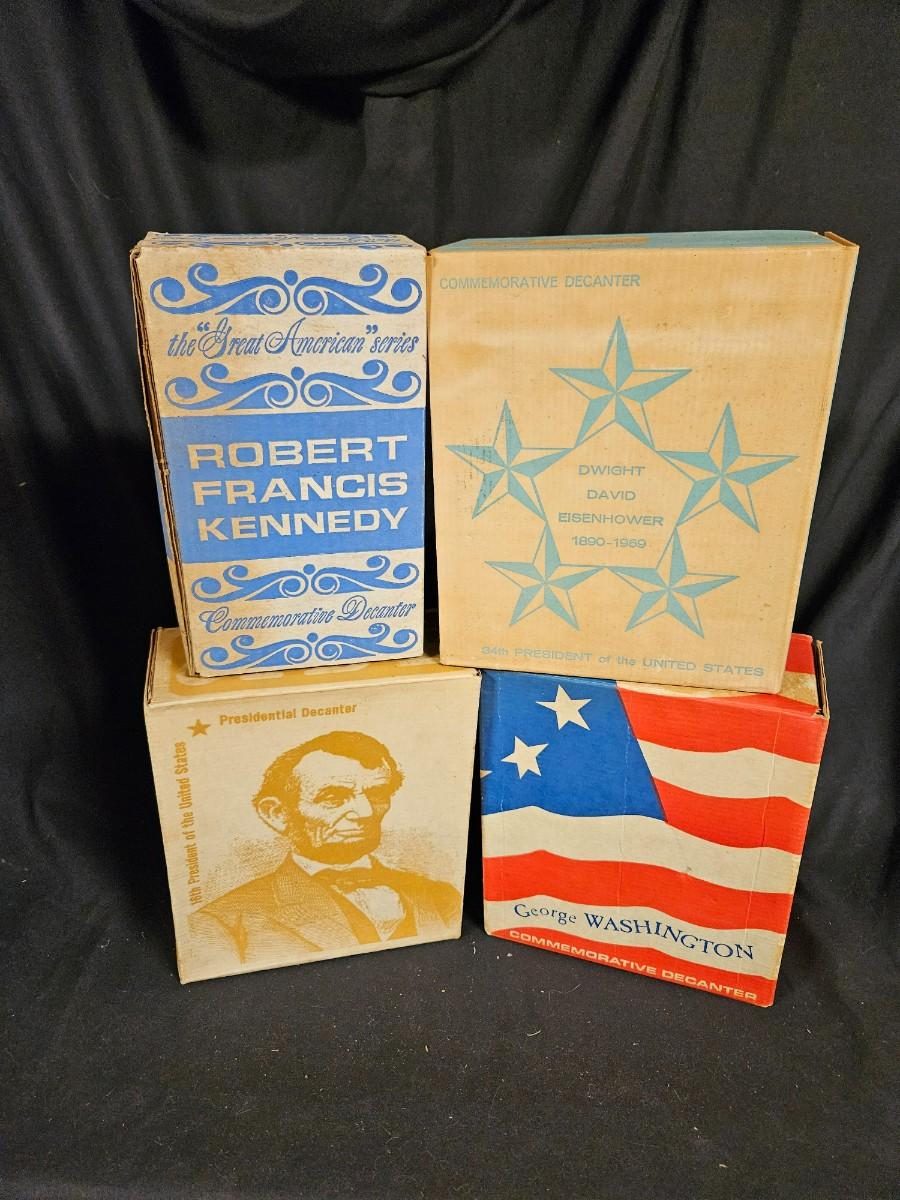 the "Great American" series
ROBERT
FRANCIS
KENNEDY
Commemorative Decanter
COMMEMORATIVE DECANTER
DWIGHT
DAVID
EISENHOWER
1890-1969
34th PRESIDENT of the UNITED STATES
Presidential Decanter
16th President of the United States
George WASHINGTON
COMMEMORATIVE DECANTER